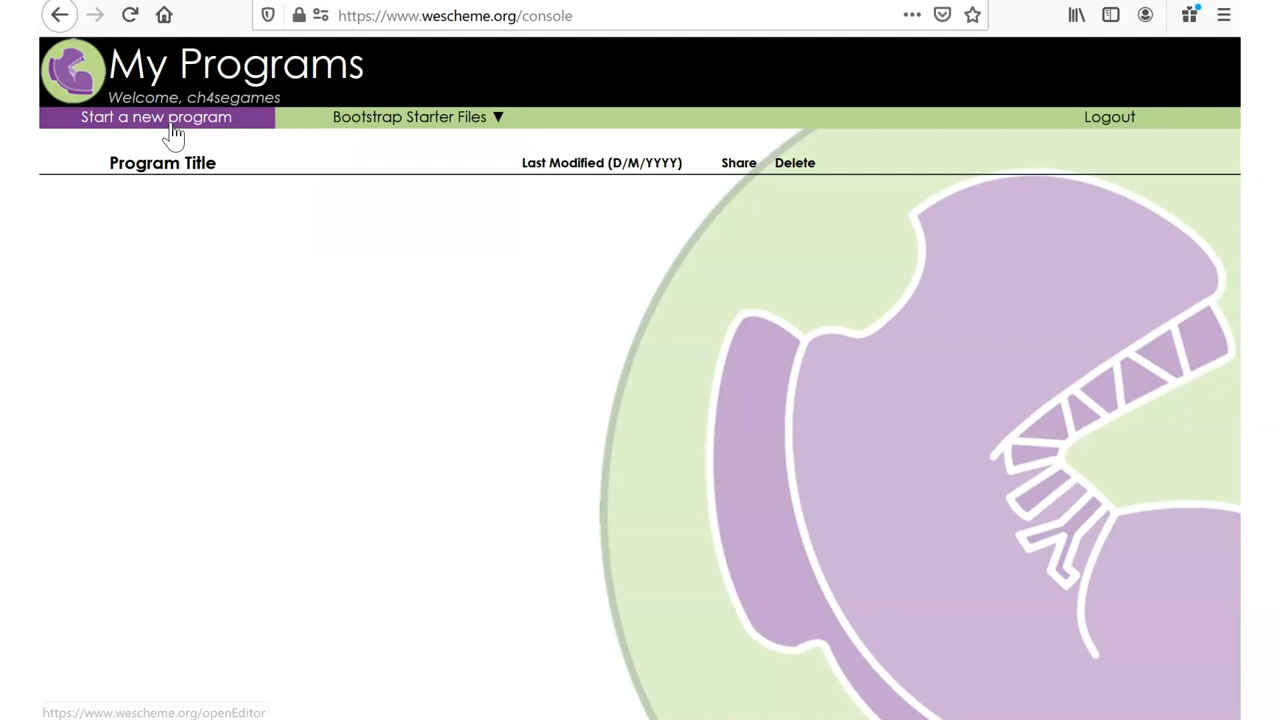 https://www.wescheme.org/console
My Programs
Welcome, ch4segames
Start a new program
Bootstrap Starter Files ▼
Logout
Program Title
Last Modified (D/M/YYYY)
Share
Delete
https://www.wescheme.org/openEditor